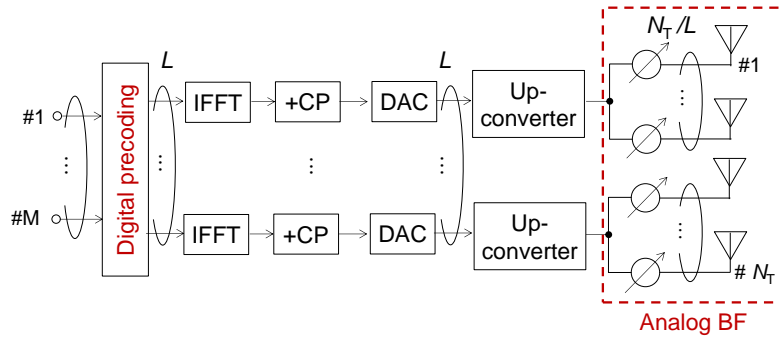 L
L
N_T/L
#1
#1
Digital precoding
IFFT
+CP
DAC
Up-
converter
...
...
...
...
...
...
#M
IFFT
+CP
DAC
Up-
converter
...
# N_T
Analog BF